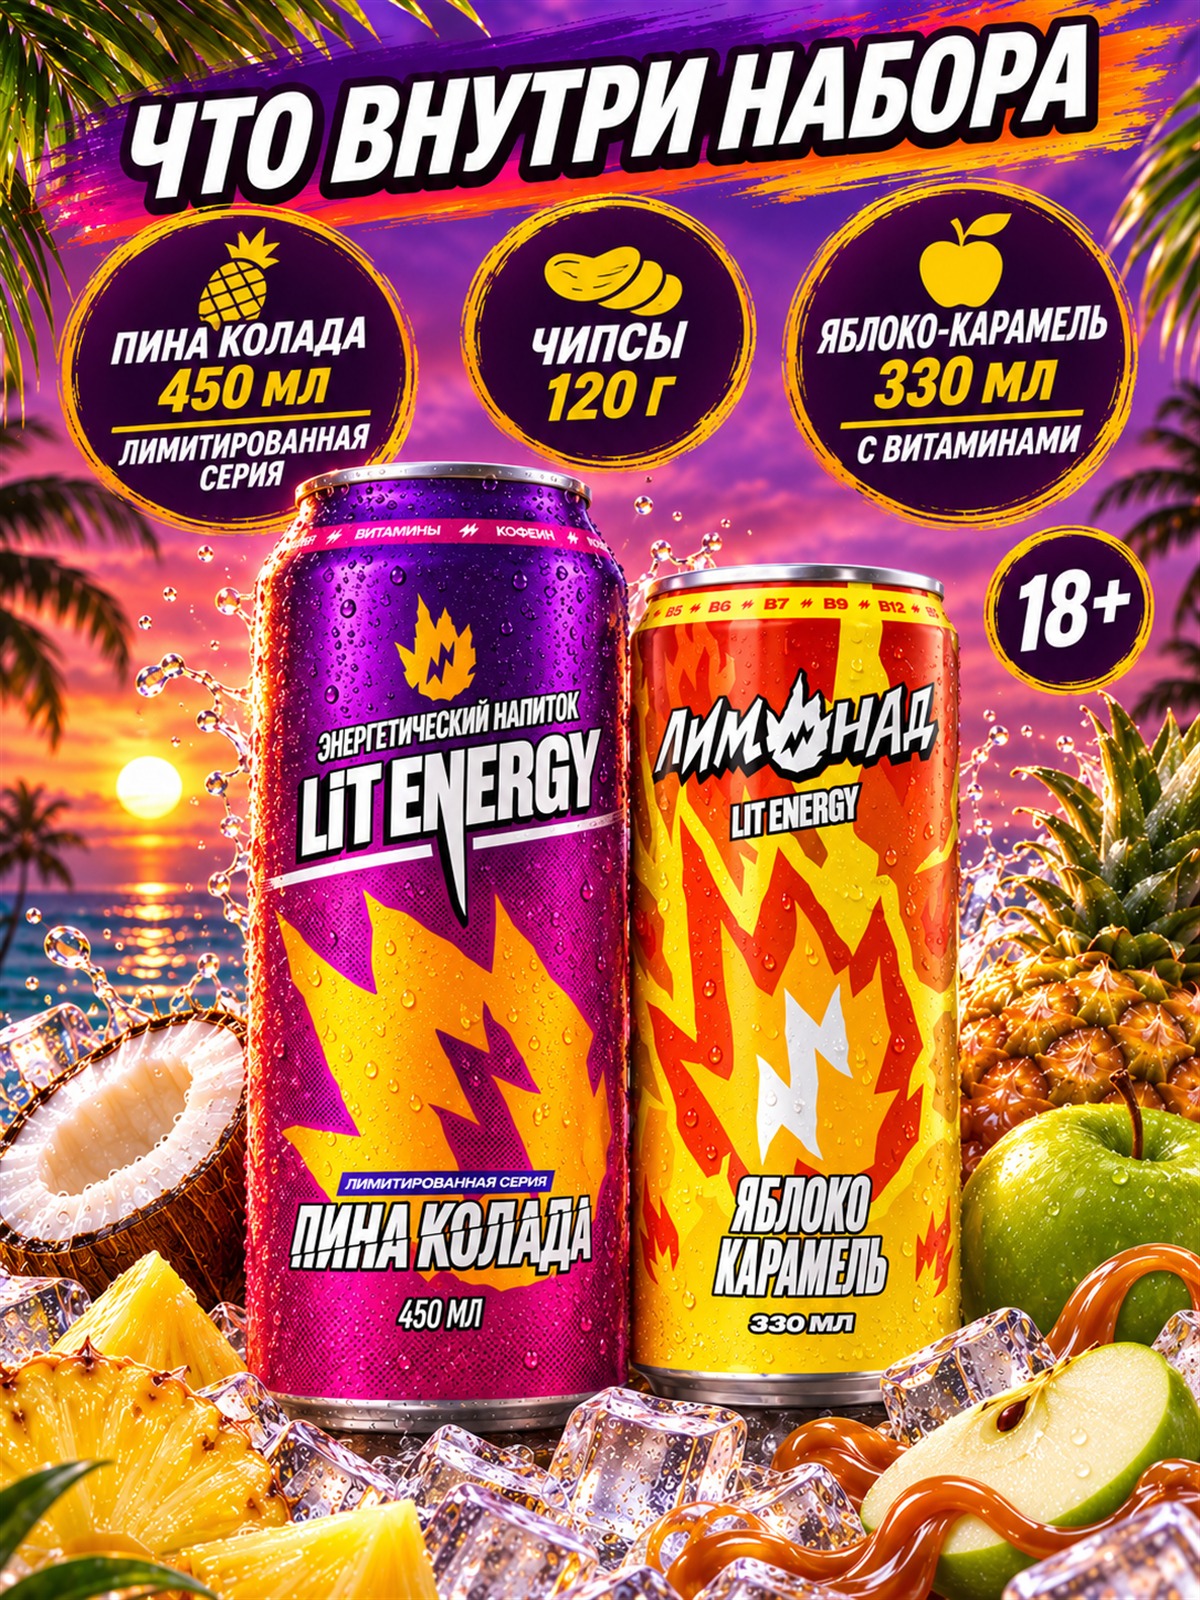 ЧТО ВНУТРИ НАБОРА
ПИНА КОЛАДА
450 МЛ
ЛИМИТИРОВАННАЯ
СЕРИЯ
ЧИПСЫ
120 Г
ЯБЛОКО-КАРАМЕЛЬ
330 МЛ
С ВИТАМИНАМИ
18+
ВИТАМИНЫ КОФЕИН
ЭНЕРГЕТИЧЕСКИЙ НАПИТОК
LIT ENERGY
ЛИМИТИРОВАННАЯ СЕРИЯ
ПИНА КОЛАДА
450 МЛ
B5 B6 B7 B9 B12
ЛИМОНАД
LIT ENERGY
ЯБЛОКО
КАРАМЕЛЬ
330 МЛ